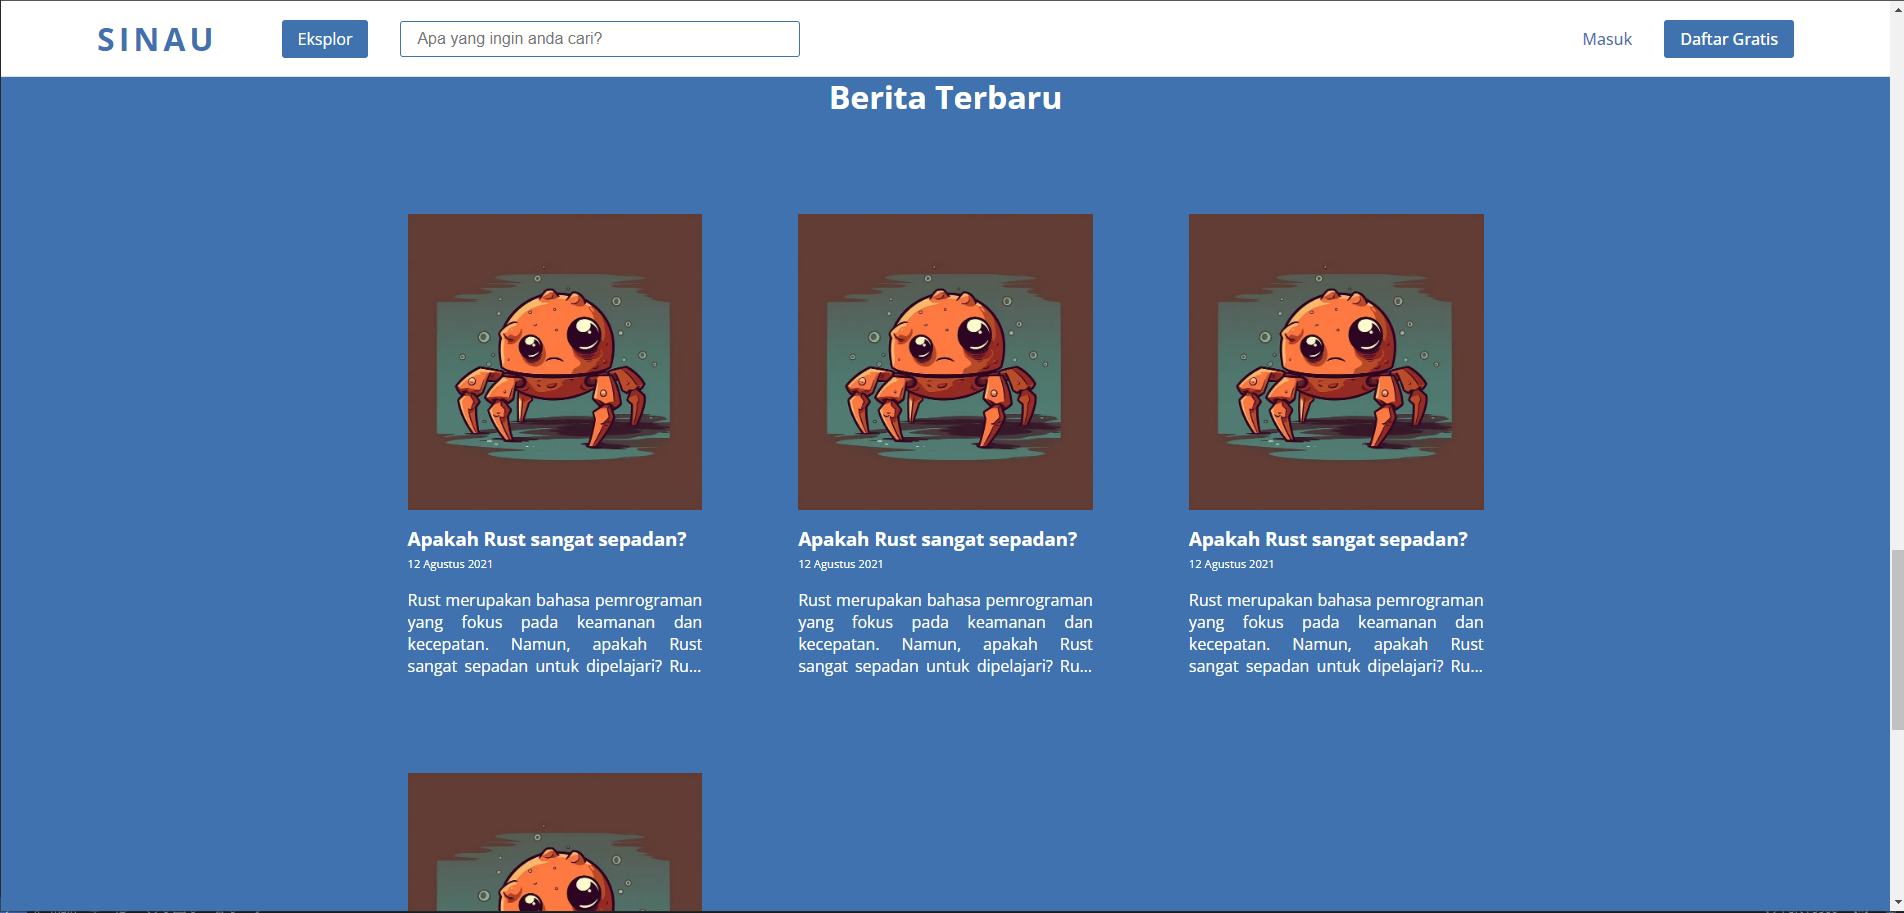 SINAU
Eksplor
Apa yang ingin anda cari?
Masuk
Daftar Gratis
Berita Terbaru
Apakah Rust sangat sepadan?
12 Agustus 2021
Rust merupakan bahasa pemrograman
yang fokus pada keamanan dan
kecepatan. Namun, apakah Rust
sangat sepadan untuk dipelajari? Ru...
Apakah Rust sangat sepadan?
12 Agustus 2021
Rust merupakan bahasa pemrograman
yang fokus pada keamanan dan
kecepatan. Namun, apakah Rust
sangat sepadan untuk dipelajari? Ru...
Apakah Rust sangat sepadan?
12 Agustus 2021
Rust merupakan bahasa pemrograman
yang fokus pada keamanan dan
kecepatan. Namun, apakah Rust
sangat sepadan untuk dipelajari? Ru...